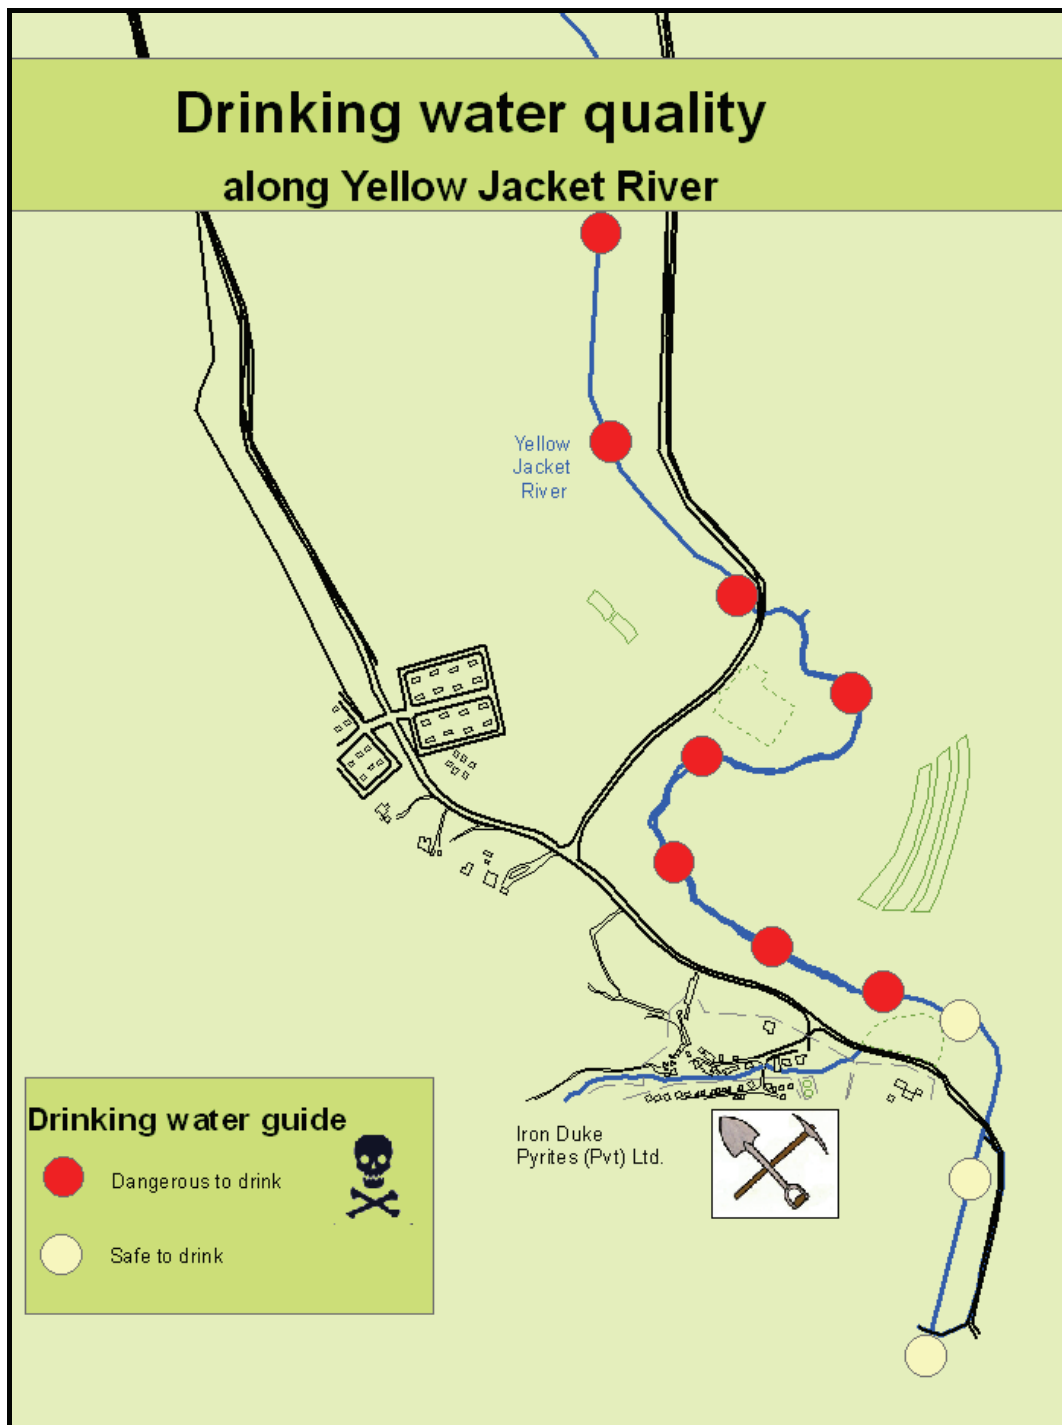 Drinking water quality
along Yellow Jacket River
Yellow
Jacket
River
Iron Duke
Pyrites (Pvt) Ltd.
Drinking water guide
Dangerous to drink
Safe to drink